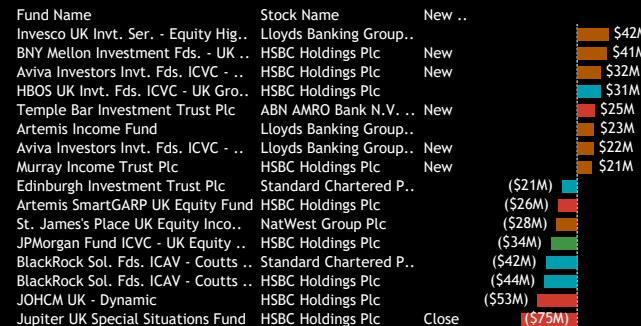 Fund Name Stock Name New ..
Invesco UK Invt. Ser. - Equity Hig.. Lloyds Banking Group.. $42M
BNY Mellon Investment Fds. - UK .. HSBC Holdings Plc New $41M
Aviva Investors Invt. Fds. ICVC - .. HSBC Holdings Plc New $32M
HBOS UK Invt. Fds. ICVC - UK Gro.. HSBC Holdings Plc $31M
Temple Bar Investment Trust Plc ABN AMRO Bank N.V. .. New $25M
Artemis Income Fund Lloyds Banking Group.. $23M
Aviva Investors Invt. Fds. ICVC - .. Lloyds Banking Group.. New $22M
Murray Income Trust Plc HSBC Holdings Plc New $21M
Edinburgh Investment Trust Plc Standard Chartered P.. ($21M)
Artemis SmartGARP UK Equity Fund HSBC Holdings Plc ($26M)
St. James's Place UK Equity Inco.. NatWest Group Plc ($28M)
JPMorgan Fund ICVC - UK Equity .. HSBC Holdings Plc ($34M)
BlackRock Sol. Fds. ICAV - Coutts .. Standard Chartered P.. ($42M)
BlackRock Sol. Fds. ICAV - Coutts .. HSBC Holdings Plc ($44M)
JOHCM UK - Dynamic HSBC Holdings Plc ($53M)
Jupiter UK Special Situations Fund HSBC Holdings Plc Close ($75M)